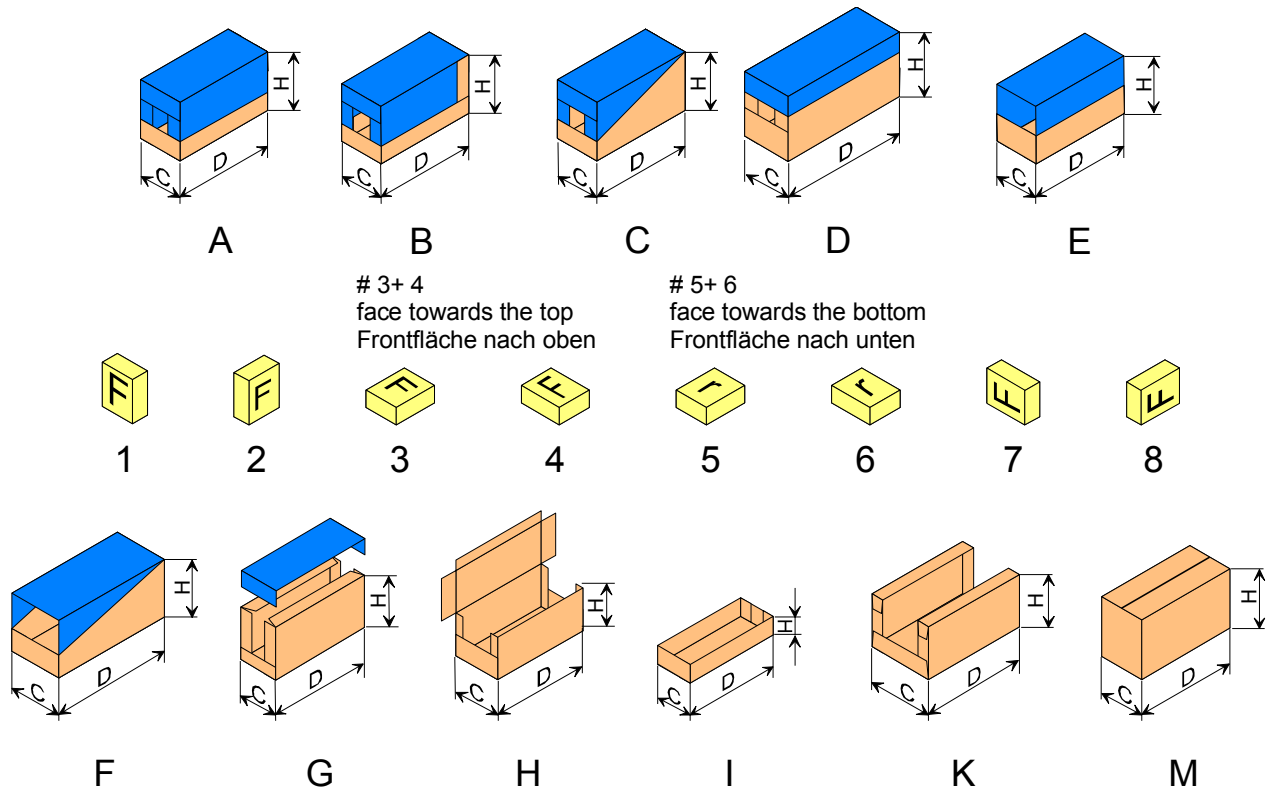 H
H
H
H
H
C
D
C
D
C
D
C
D
C
D
A
B
C
D
E
# 3+ 4
face towards the top
Frontfläche nach oben
# 5+ 6
face towards the bottom
Frontfläche nach unten
F
F
F
F
r
r
F
F
1
2
3
4
5
6
7
8
H
H
H
H
H
H
C
D
C
D
C
D
C
D
C
D
C
D
F
G
H
I
K
M